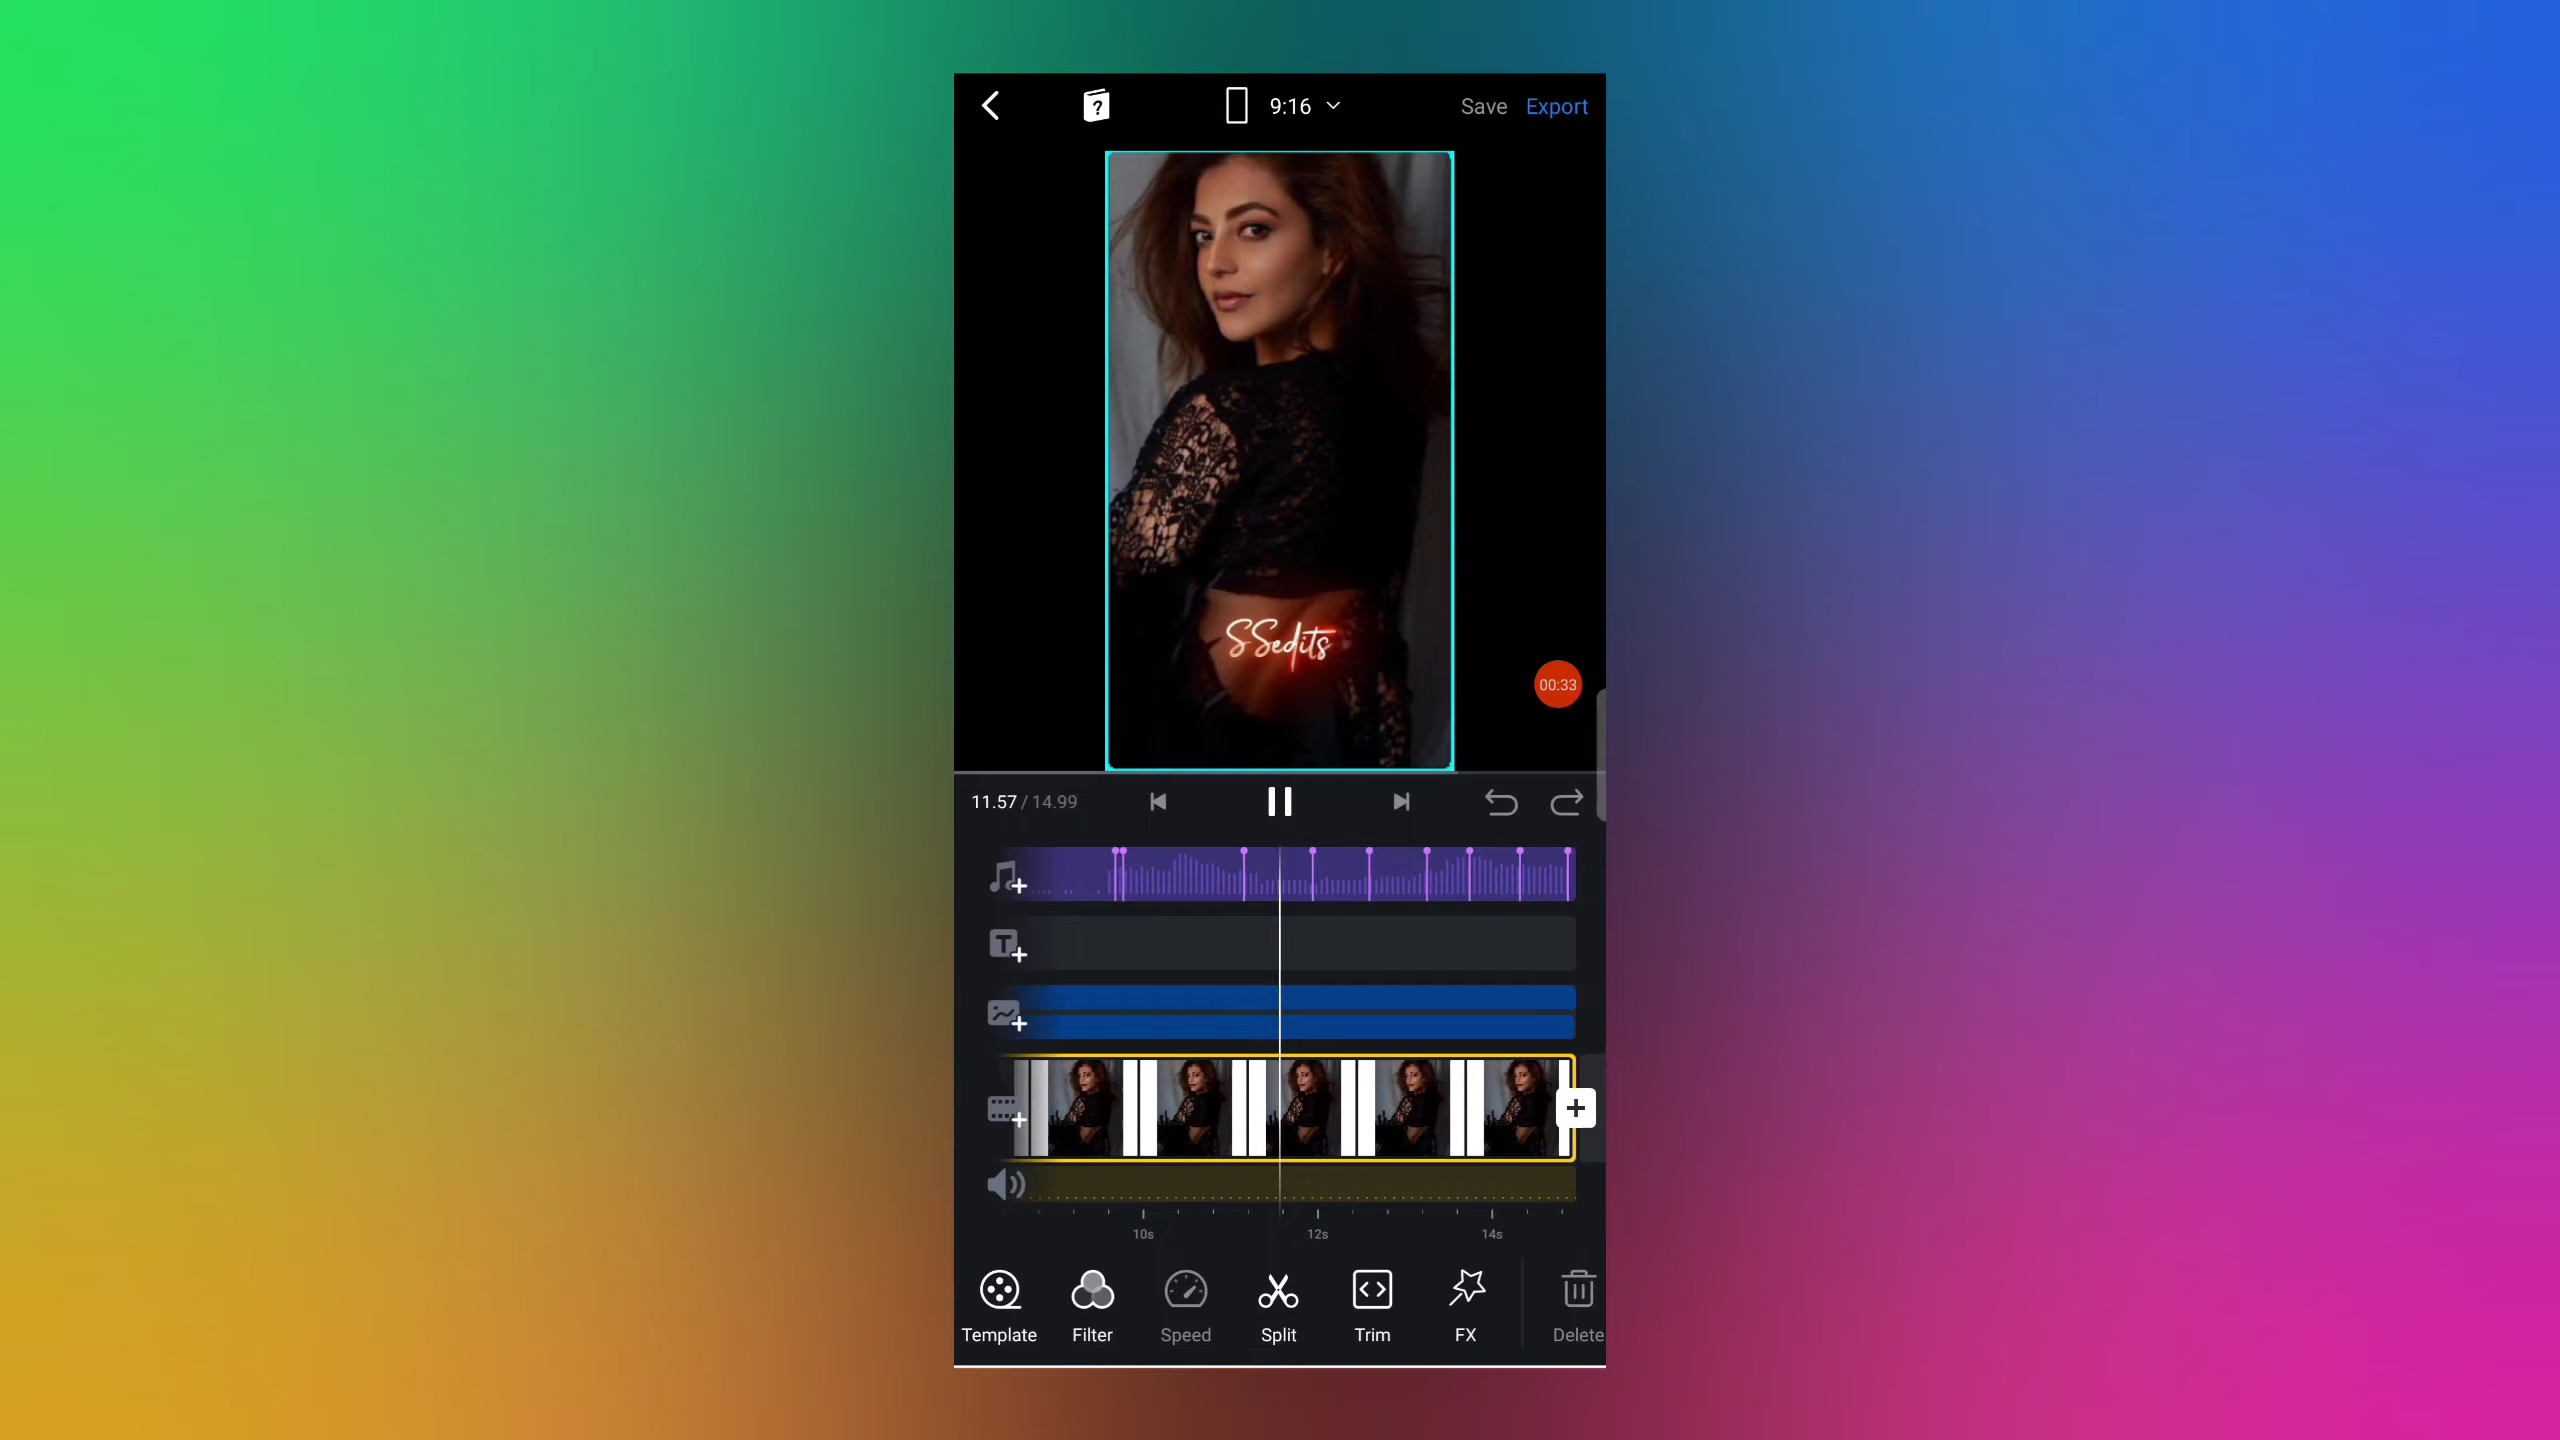 9:16
Save
Export
SSedits
00:33
11.57 / 14.99
10s
12s
14s
Template
Filter
Speed
Split
Trim
FX
Delete